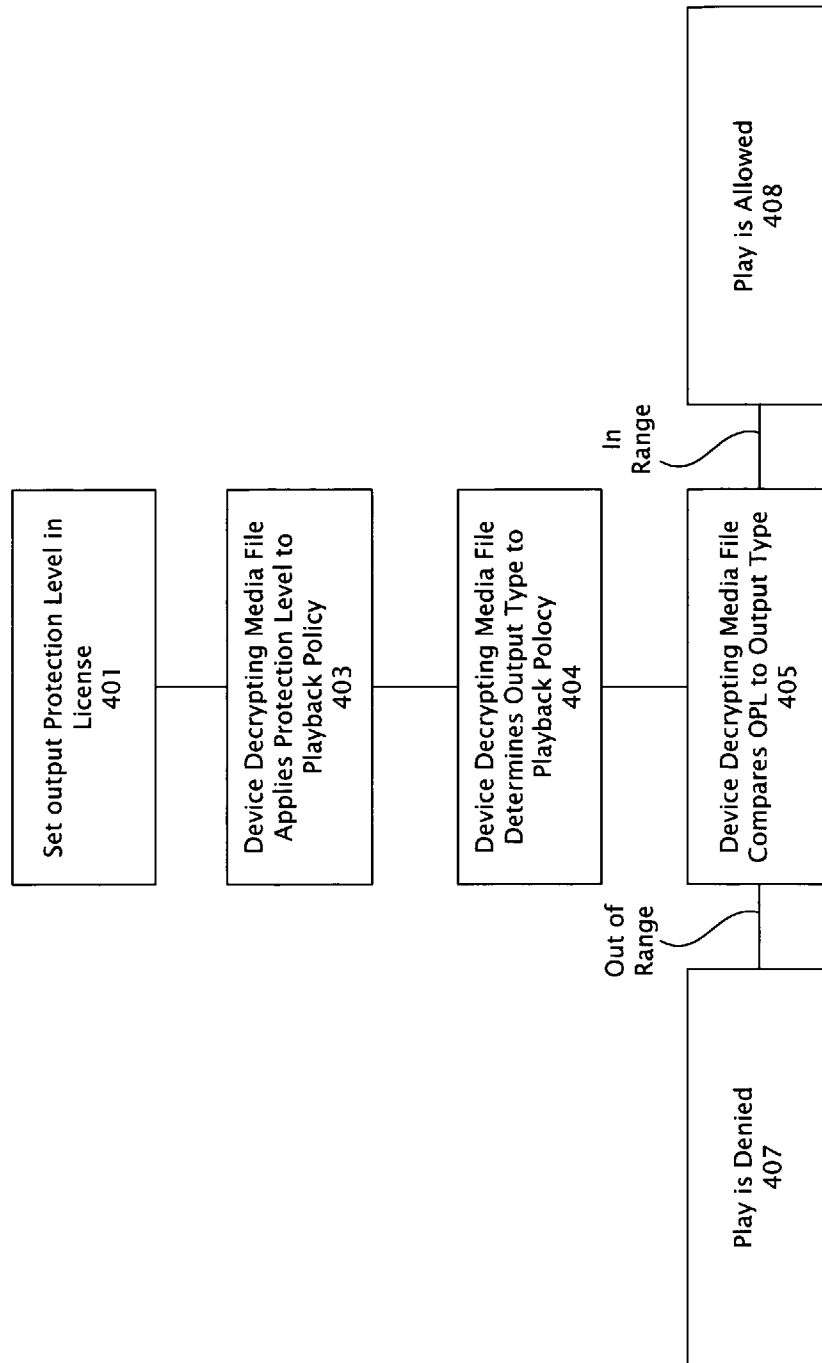 Set output Protection Level in
License
401
Device Decrypting Media File
Applies Protection Level to
Playback Policy
403
Device Decrypting Media File
Determines Output Type to
Playback Polocy
404
Out of
Range
In
Range
Play is Denied
407
Device Decrypting Media File
Compares OPL to Output Type
405
Play is Allowed
408